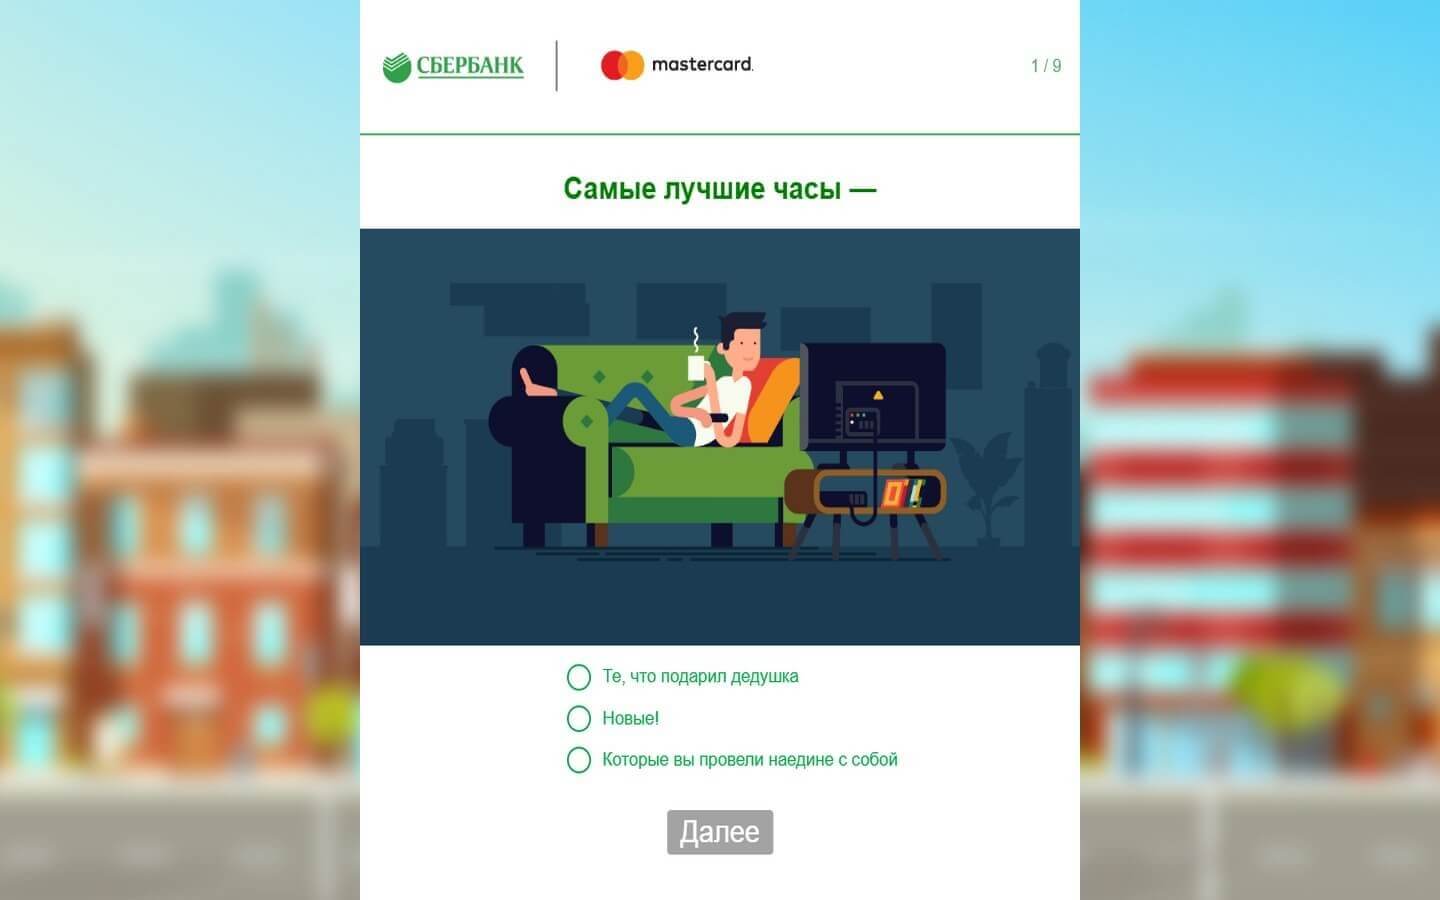 СБЕРБАНК
mastercard.
1 / 9
Самые лучшие часы —
Те, что подарил дедушка
Новые!
Которые вы провели наедине с собой
Далее